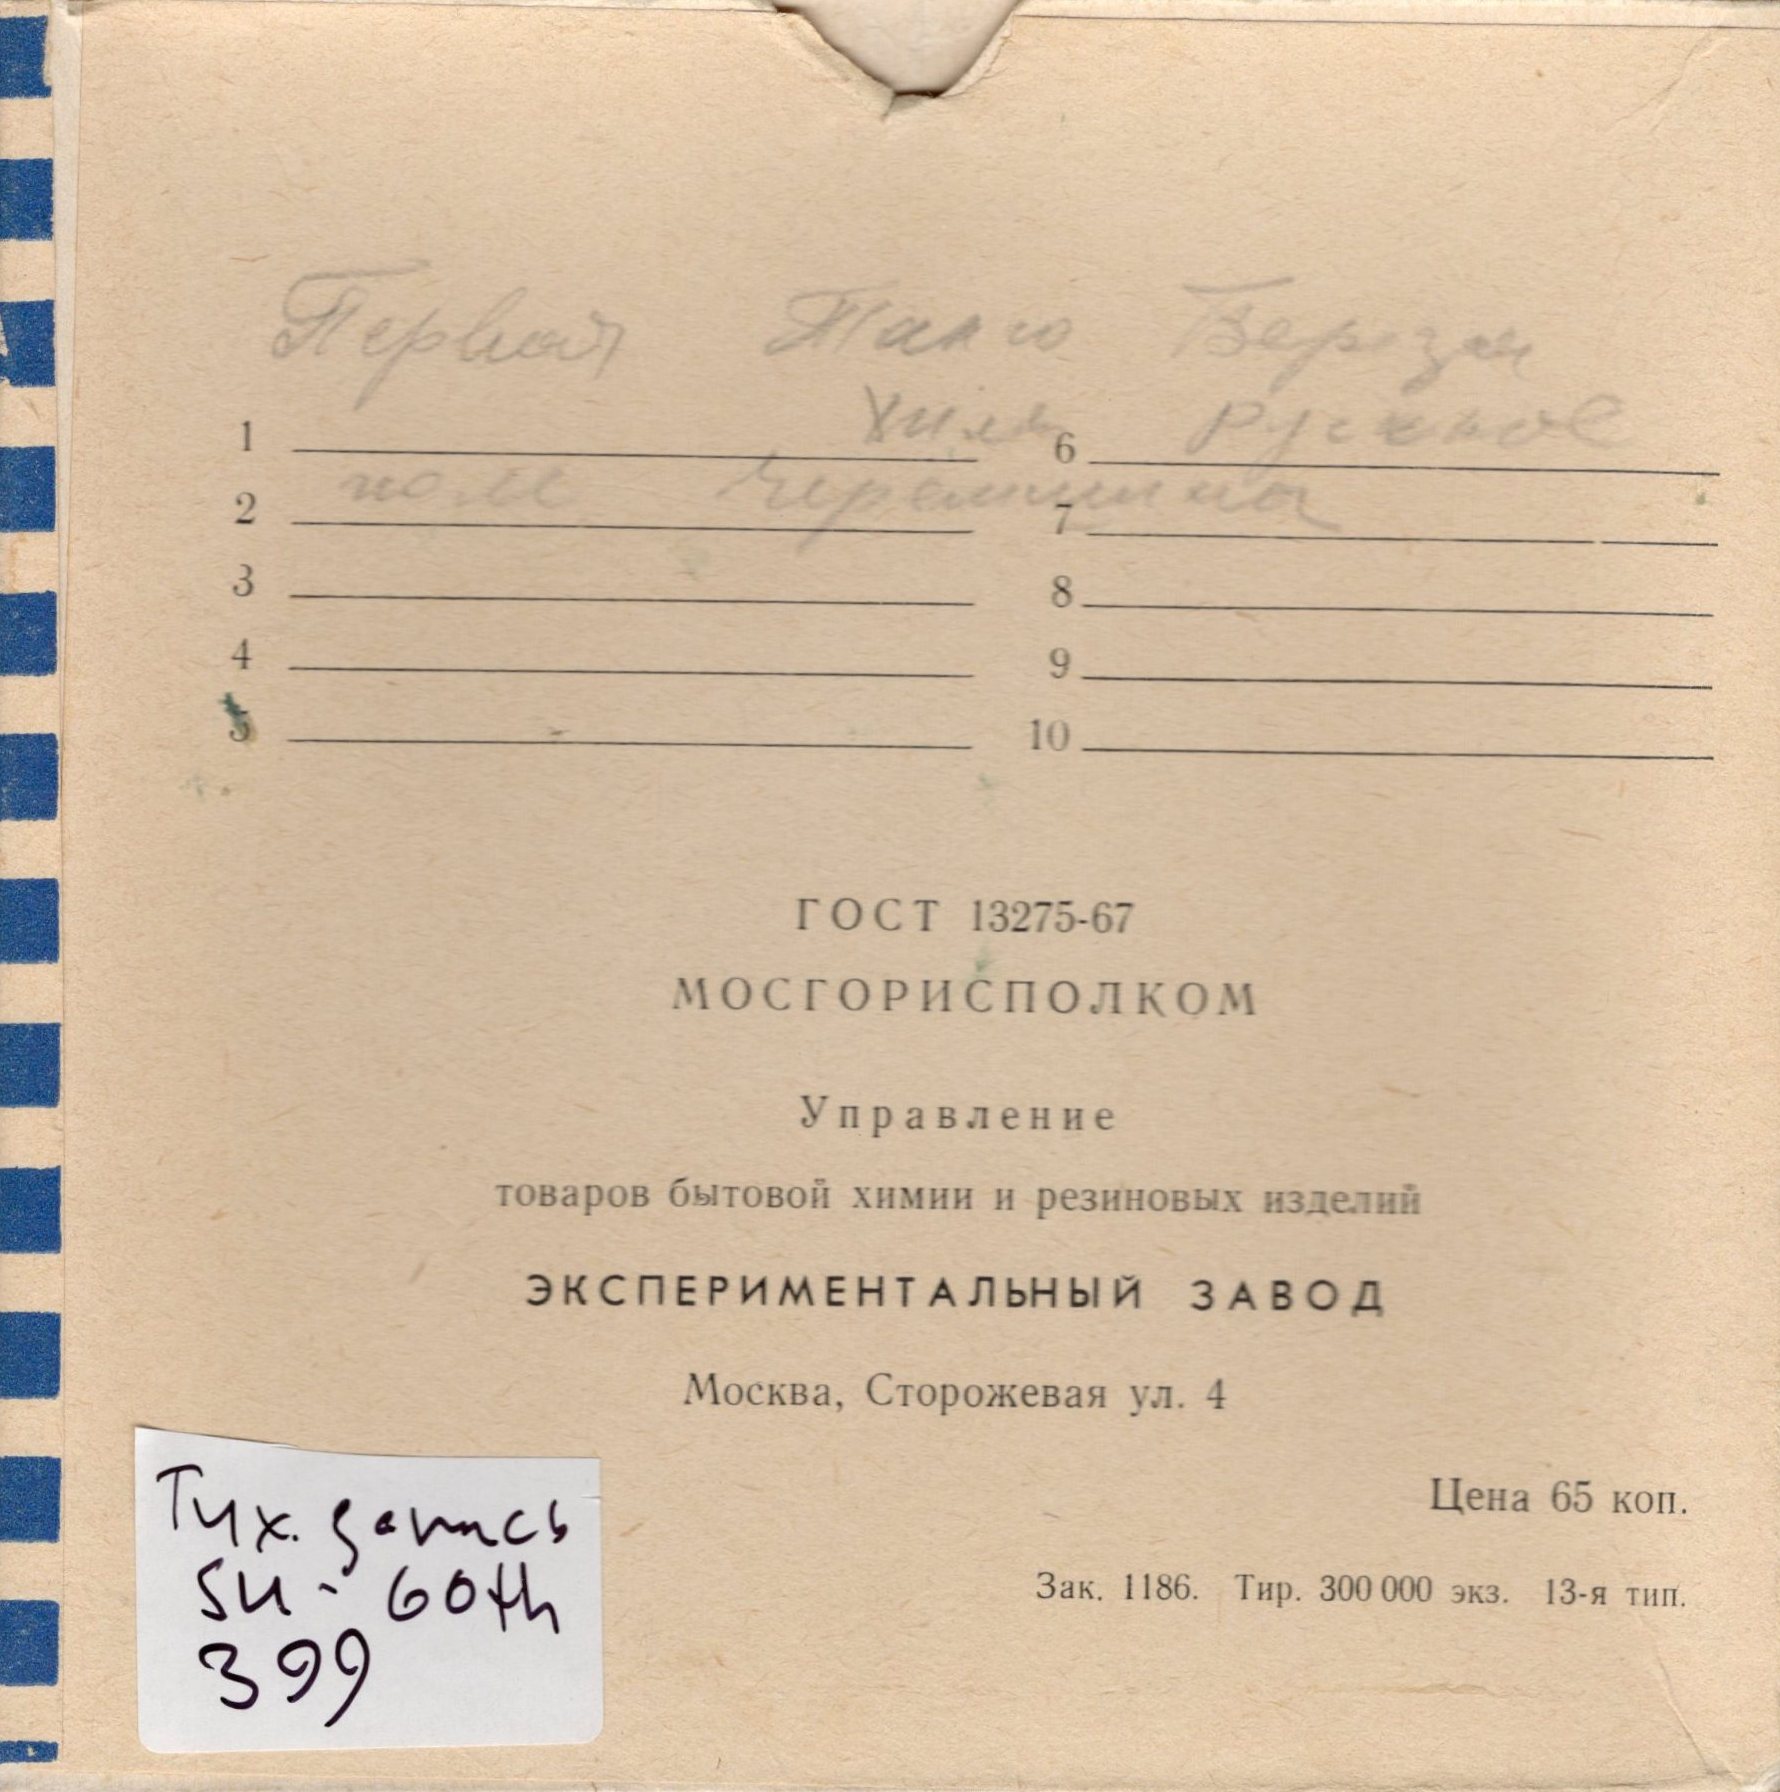 Первая Танго Березы
Хиль Русское
поле Черемшина
1
2
3
4
5
6
7
8
9
10
ГОСТ 13275-67
МОСГОРИСПОЛКОМ
Управление
товаров бытовой химии и резиновых изделий
ЭКСПЕРИМЕНТАЛЬНЫЙ ЗАВОД
Москва, Сторожевая ул. 4
Цена 65 коп.
Зак. 1186. Тир. 300 000 экз. 13-я тип.
Тих. запись
SU - 60th
399